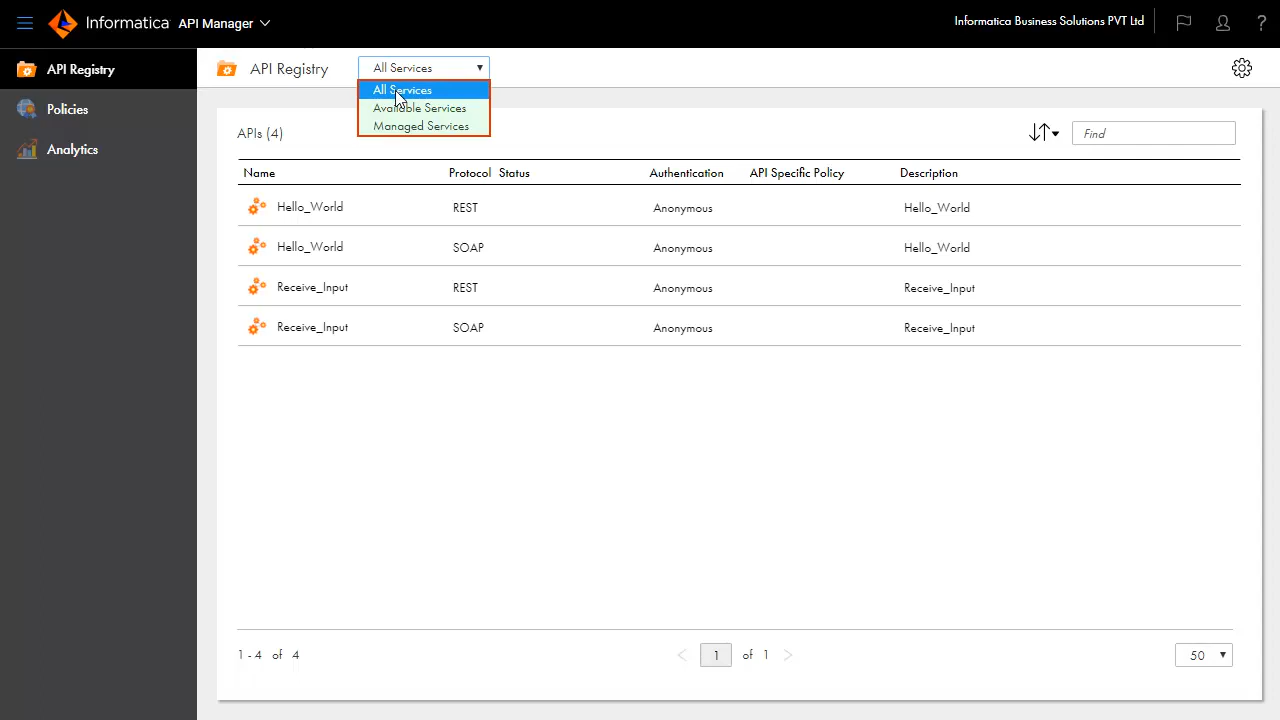 Informatica API Manager Informatica Business Solutions PVT Ltd ?
API Registry
Policies
Analytics
API Registry All Services
All Services
Available Services
Managed Services
APIs (4) Find
Name Protocol Status Authentication API Specific Policy Description
Hello_World REST Anonymous Hello_World
Hello_World SOAP Anonymous Hello_World
Receive_Input REST Anonymous Receive_Input
Receive_Input SOAP Anonymous Receive_Input
1 - 4 of 4 < 1 of 1 > 50